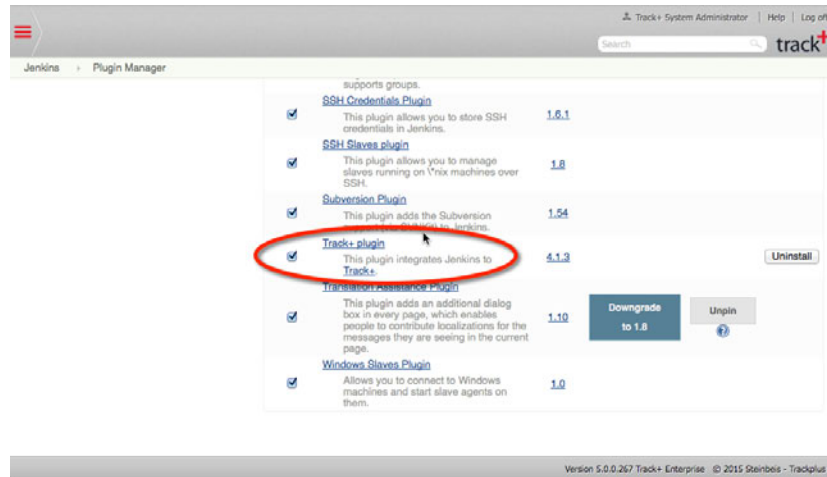 Track+ System Administrator | Help | Log off
Search
track+
Jenkins › Plugin Manager
supports groups.
SSH Credentials Plugin
This plugin allows you to store SSH
credentials in Jenkins.
1.6.1
SSH Slaves plugin
This plugin allows you to manage
slaves running on \*nix machines over
SSH.
1.8
Subversion Plugin
This plugin adds the Subversion
support (via SVNKit) to Jenkins.
1.54
Track+ plugin
This plugin integrates Jenkins to
Track+.
4.1.3
Uninstall
Translation Assistance Plugin
This plugin adds an additional dialog
box in every page, which enables
people to contribute localizations for the
messages they are seeing in the current
page.
1.10
Downgrade
to 1.8
Unpin
Windows Slaves Plugin
Allows you to connect to Windows
machines and start slave agents on
them.
1.0
Version 5.0.0.267 Track+ Enterprise © 2015 Steinbeis - Trackplus